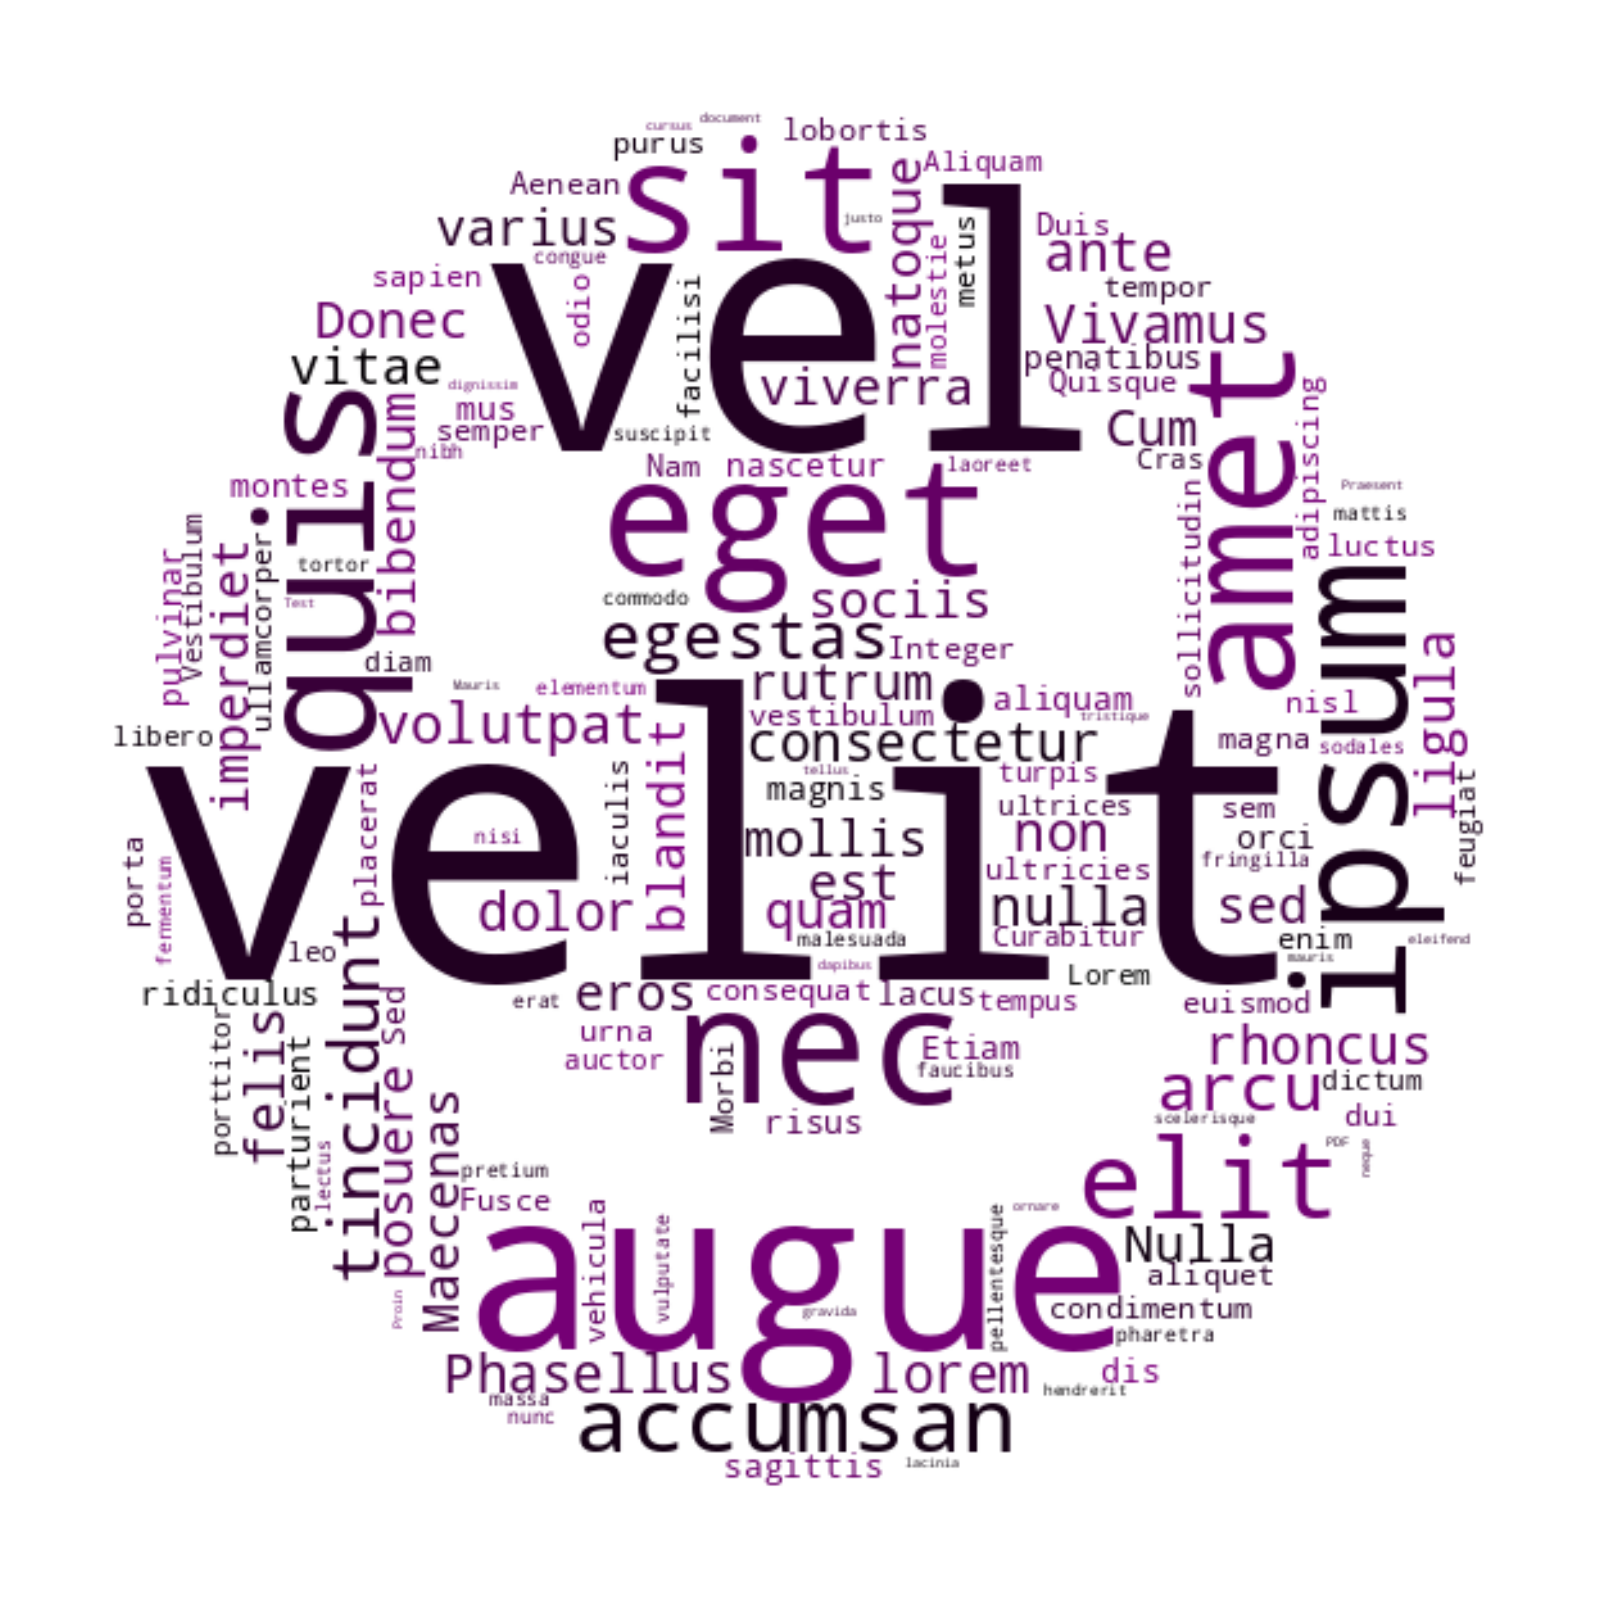 document
cursus
lobortis
purus
sit
Aliquam
Aenean
natoque
justo
vel
varius
Duis
metus
molestie
ante
congue
sapien
odio
facilisi
tempor
Donec
Vivamus
vitae
penatibus
viverra
Quisque
amet
adipiscing
dignissim
quis
bibendum
mus
semper
suscipit
Cum
nibh
Cras
Nam
nascetur
laoreet
eget
montes
Praesent
sollicitudin
mattis
Vestibulum
ullamcorper
imperdiet
pulvinar
luctus
tortor
ipsum
Test
commodo
sociis
egestas
Integer
ligula
diam
Mauris
elementum
rutrum
aliquam
nisl
velit
volutpat
vestibulum
tristique
blandit
consectetur
libero
magna
sodales
placerat
iaculis
tellus
turpis
magnis
feugiat
ultrices
sem
nisi
mollis
non
orci
porta
fermentum
est
ultricies
fringilla
dolor
quam
nulla
sed
malesuada
Curabitur
enim
eleifend
leo
tincidunt
dapibus
Lorem
mauris
ridiculus
erat
eros
consequat
lacus
tempus
euismod
sed
porttitor
felis
nec
urna
Etiam
rhoncus
auctor
Morbi
faucibus
parturient
posuere
arcu
dictum
Maecenas
risus
scelerisque
dui
lectus
elit
PDF
neque
pretium
Fusce
vehicula
vulputate
pellentesque
ornare
augue
Nulla
aliquet
Proin
gravida
condimentum
pharetra
Phasellus
lorem
dis
massa
hendrerit
nunc
accumsan
sagittis
lacinia